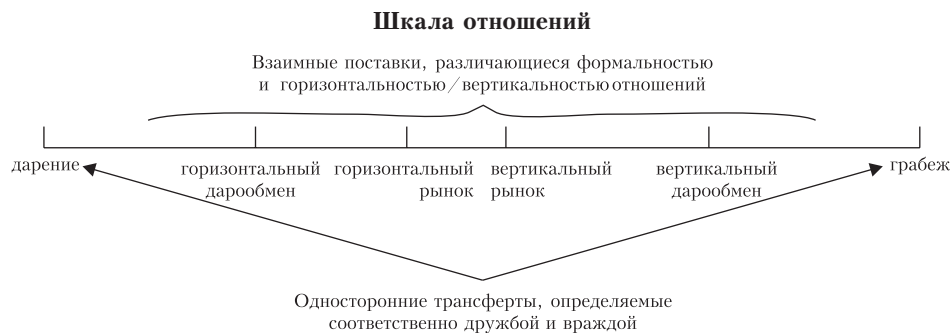 Шкала отношений
Взаимные поставки, различающиеся формальностью
и горизонтальностью/вертикальностью отношений
дарение
горизонтальный
дарообмен
горизонтальный
рынок
вертикальный
рынок
вертикальный
дарообмен
грабеж
Односторонние трансферты, определяемые
соответственно дружбой и враждой